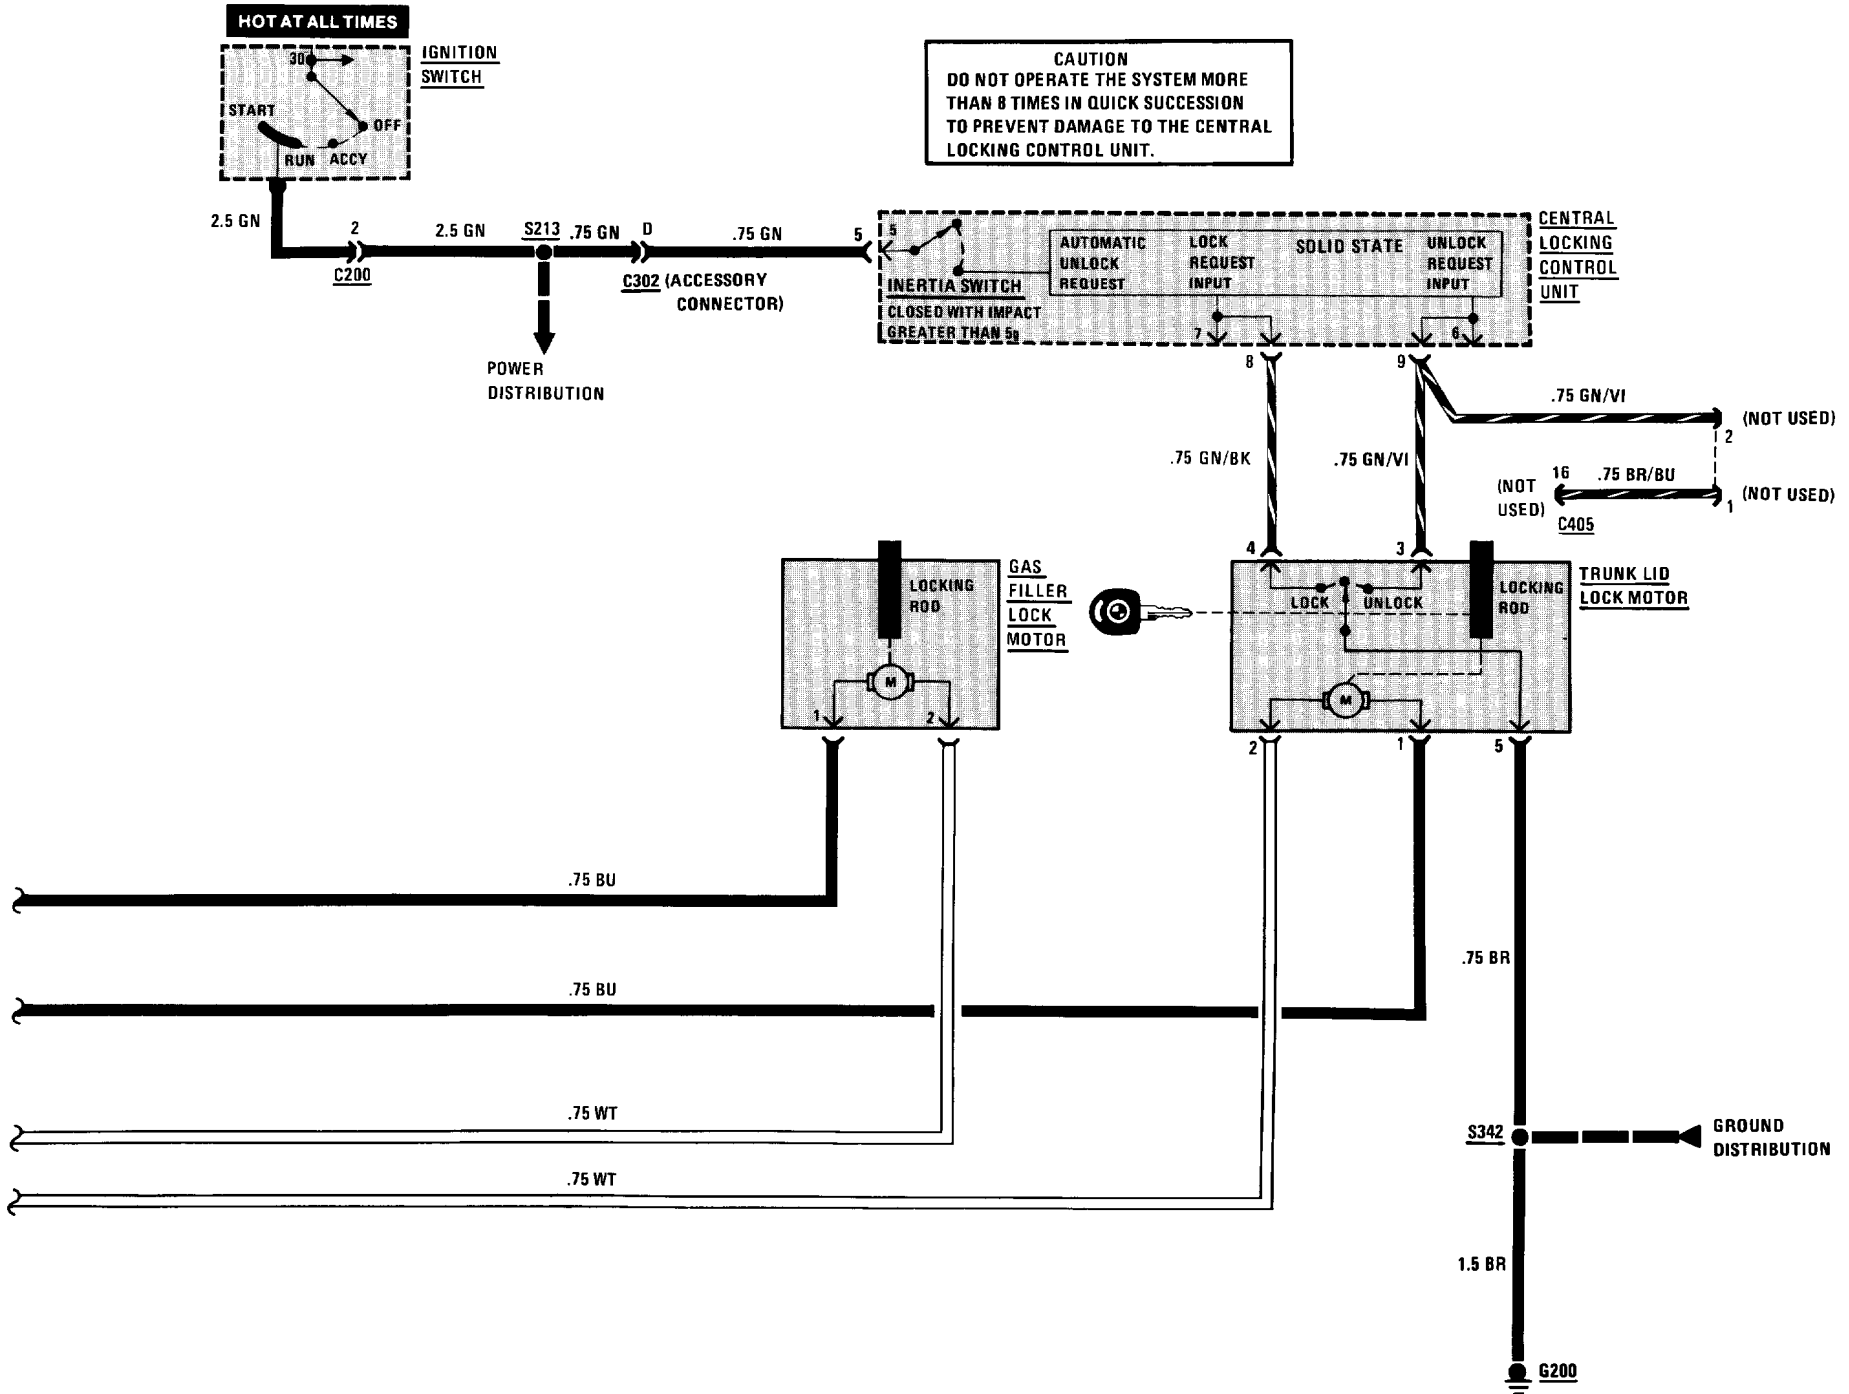 HOT AT ALL TIMES
IGNITION
SWITCH
30
START
OFF
RUN
ACCY
CAUTION
DO NOT OPERATE THE SYSTEM MORE
THAN 8 TIMES IN QUICK SUCCESSION
TO PREVENT DAMAGE TO THE CENTRAL
LOCKING CONTROL UNIT.
2.5 GN
2
C200
2.5 GN
S213
.75 GN
D
C302 (ACCESSORY
CONNECTOR)
.75 GN
5
POWER
DISTRIBUTION
5
INERTIA SWITCH
CLOSED WITH IMPACT
GREATER THAN 5g
AUTOMATIC
UNLOCK
REQUEST
LOCK
REQUEST
INPUT
SOLID STATE
UNLOCK
REQUEST
INPUT
7
6
CENTRAL
LOCKING
CONTROL
UNIT
8
9
.75 GN/VI
(NOT USED)
2
.75 GN/BK
.75 GN/VI
(NOT
USED)
16
.75 BR/BU
(NOT USED)
1
C405
4
3
LOCKING
ROD
GAS
FILLER
LOCK
MOTOR
M
1
2
LOCK
UNLOCK
LOCKING
ROD
TRUNK LID
LOCK MOTOR
M
2
1
5
.75 BU
.75 BU
.75 WT
.75 WT
.75 BR
S342
GROUND
DISTRIBUTION
1.5 BR
G200